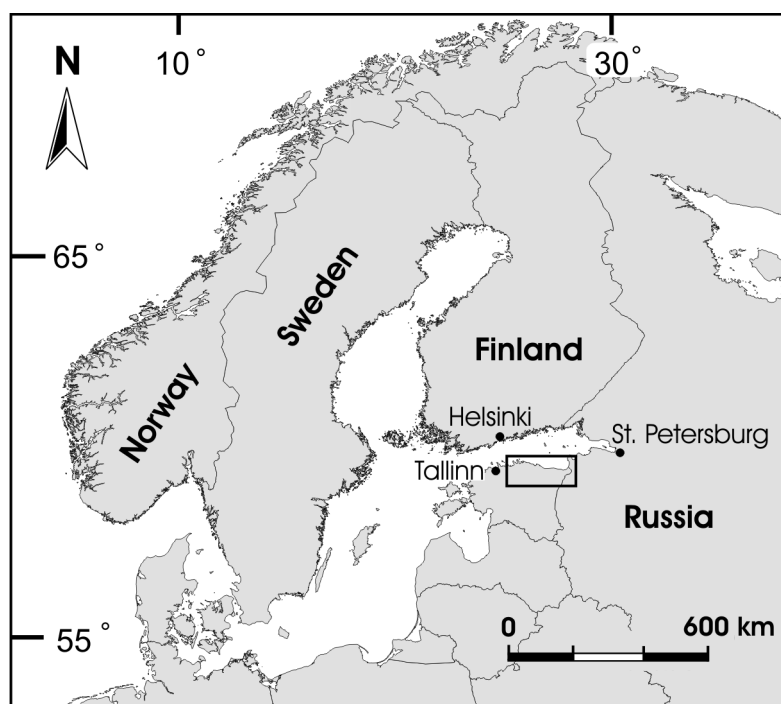 N
10°
30°
65°
Sweden
Finland
Norway
Helsinki
St. Petersburg
Tallinn
Russia
55°
0
600 km